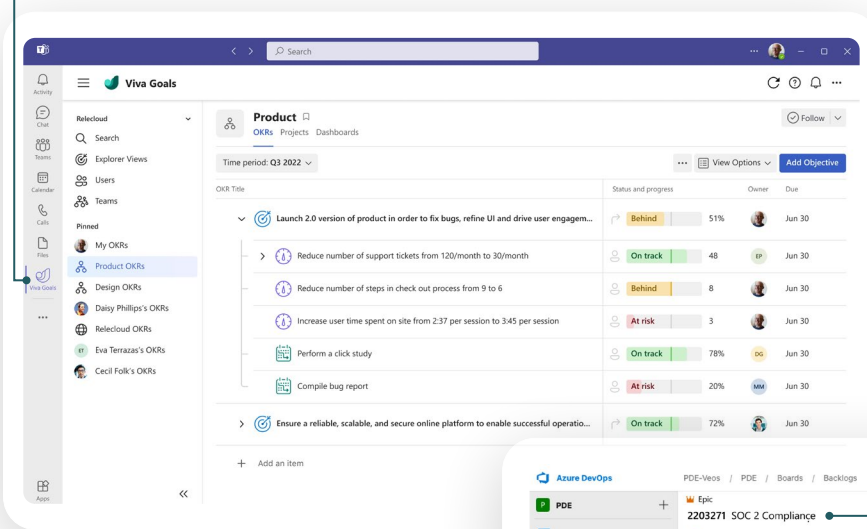 Search
Activity
Chat
Teams
Calendar
Calls
Files
Viva Goals
Apps
Viva Goals
Relecloud
Search
Explorer Views
Users
Teams
Pinned
My OKRs
Product OKRs
Design OKRs
Daisy Phillips's OKRs
Relecloud OKRs
ET Eva Terrazas's OKRs
Cecil Folk's OKRs
Product
Follow
OKRs Projects Dashboards
Time period: Q3 2022
View Options
Add Objective
OKR Title Status and progress Owner Due
Launch 2.0 version of product in order to fix bugs, refine UI and drive user engagem... Behind 51% Jun 30
Reduce number of support tickets from 120/month to 30/month On track 48 EP Jun 30
Reduce number of steps in check out process from 9 to 6 Behind 8 Jun 30
Increase user time spent on site from 2:37 per session to 3:45 per session At risk 3 Jun 30
Perform a click study On track 78% DG Jun 30
Compile bug report At risk 20% MM Jun 30
Ensure a reliable, scalable, and secure online platform to enable successful operatio... On track 72% Jun 30
+ Add an item
Azure DevOps PDE-Veos / PDE / Boards / Backlogs
P PDE +
Epic
2203271 SOC 2 Compliance